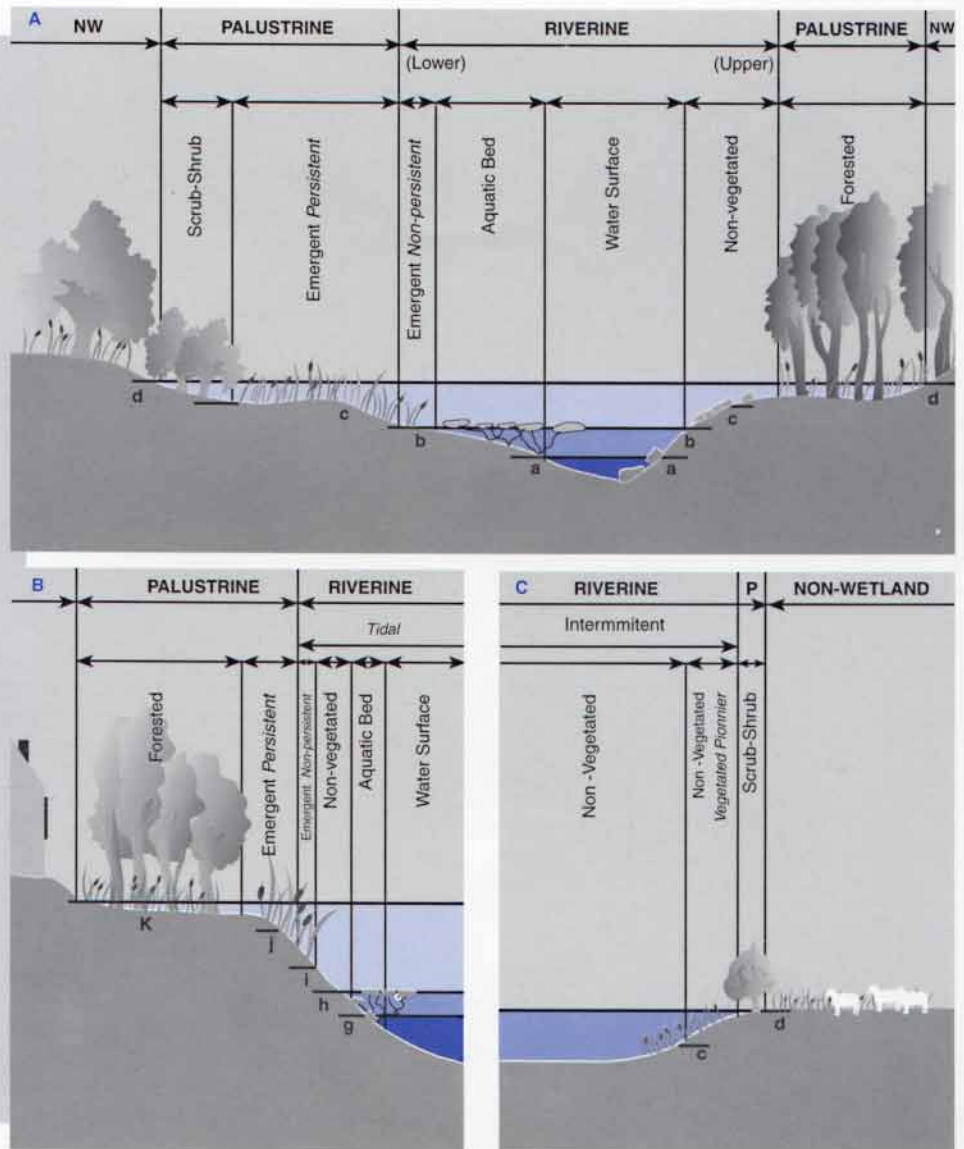 A
NW
PALUSTRINE
RIVERINE
PALUSTRINE
NW
(Lower)
(Upper)
Scrub-Shrub
Emergent Persistent
Emergent Non-persistent
Aquatic Bed
Water Surface
Non-vegetated
Forested
d
l
c
b
a
a
b
c
d
B
PALUSTRINE
RIVERINE
Tidal
Forested
Emergent Persistent
Emergent Non-persistent
Non-vegetated
Aquatic Bed
Water Surface
K
j
i
h
g
C
RIVERINE
P
NON-WETLAND
Intermmitent
Non -Vegetated
Non -Vegetated
Vegetated Pionnier
Scrub-Shrub
c
d